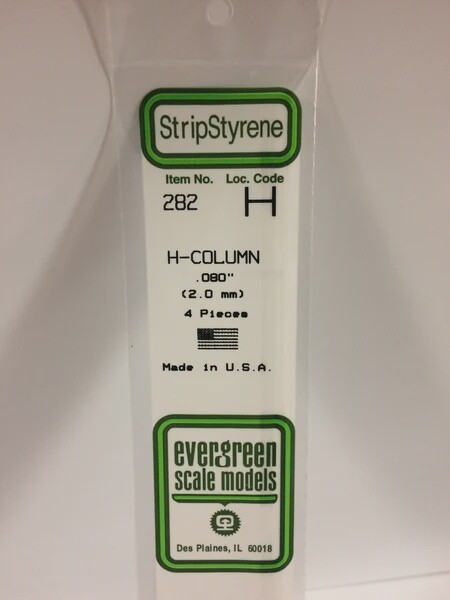 StripStyrene
Item No. Loc. Code
282 H
H-COLUMN
.080"
(2.0 mm)
4 Pieces
Made in U.S.A.
evergreen
scale models
Des Plaines, IL 60018